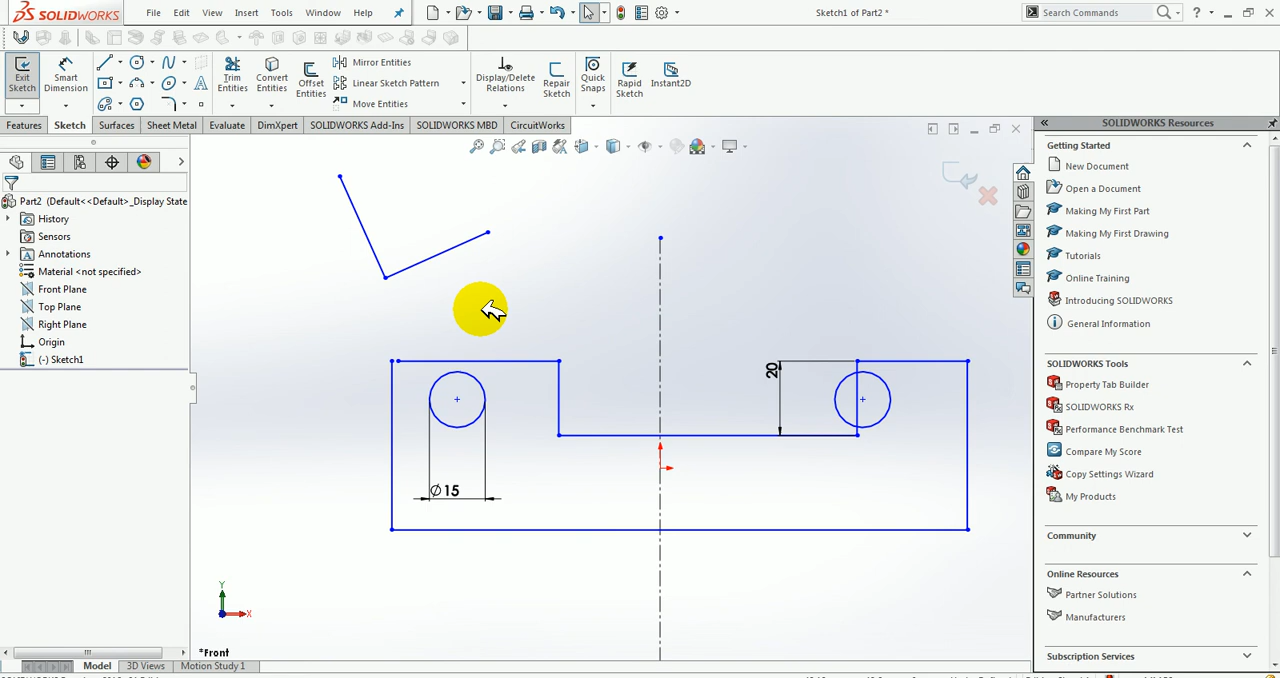 SOLIDWORKS File Edit View Insert Tools Window Help Sketch1 of Part2 * Search Commands
Exit Sketch Smart Dimension Trim Entities Convert Entities Offset Entities Mirror Entities Linear Sketch Pattern Move Entities Display/Delete Relations Repair Sketch Quick Snaps Rapid Sketch Instant2D
Features Sketch Surfaces Sheet Metal Evaluate DimXpert SOLIDWORKS Add-Ins SOLIDWORKS MBD CircuitWorks
Part2 (Default<<Default>_Display State
History
Sensors
Annotations
Material <not specified>
Front Plane
Top Plane
Right Plane
Origin
(-) Sketch1
20
Ø15
Y
X
*Front
Model 3D Views Motion Study 1
SOLIDWORKS Resources
Getting Started
New Document
Open a Document
Making My First Part
Making My First Drawing
Tutorials
Online Training
Introducing SOLIDWORKS
General Information
SOLIDWORKS Tools
Property Tab Builder
SOLIDWORKS Rx
Performance Benchmark Test
Compare My Score
Copy Settings Wizard
My Products
Community
Online Resources
Partner Solutions
Manufacturers
Subscription Services